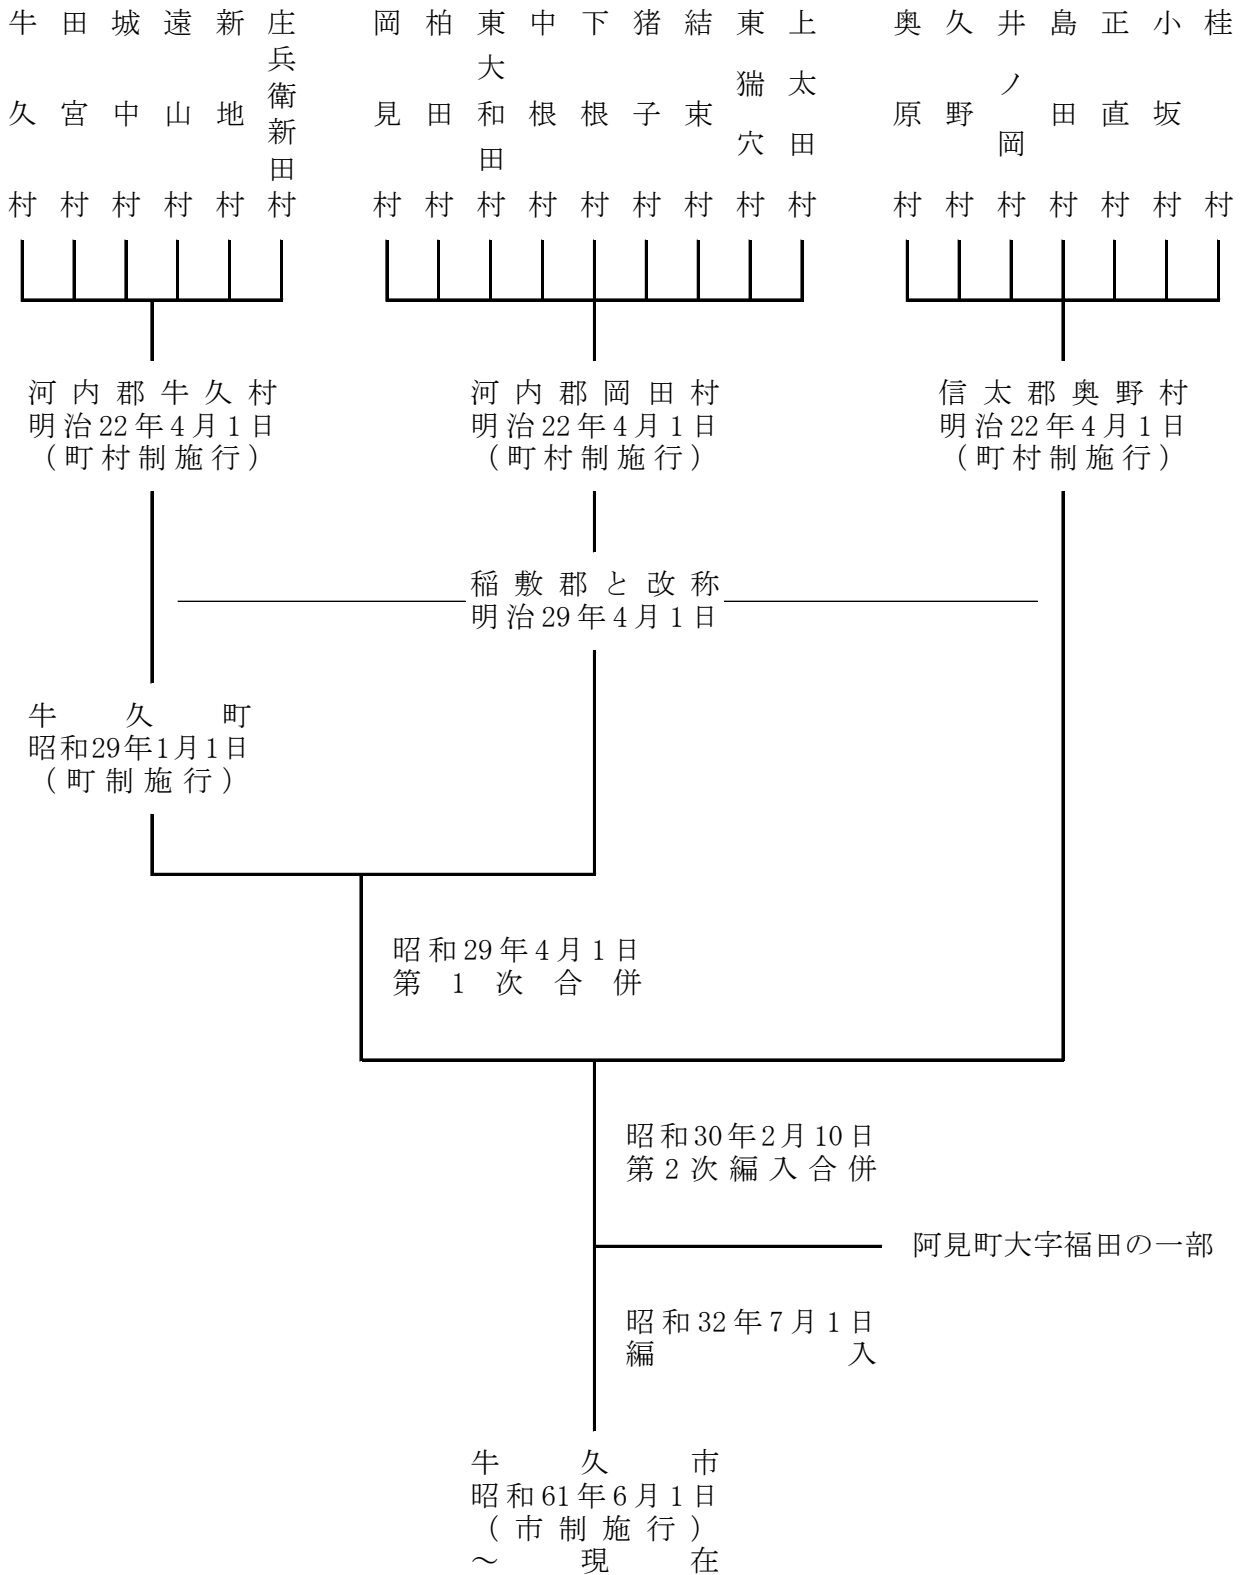 牛久村
田宮村
城中村
遠山村
新地村
庄兵衛新田村
岡見村
柏田村
東大和田村
中根村
下根村
猪子村
結束村
東猯穴村
上太田村
奥原村
久野村
井ノ岡村
島田村
正直村
小坂村
桂村
河内郡牛久村
明治22年4月1日
(町村制施行)
河内郡岡田村
明治22年4月1日
(町村制施行)
信太郡奥野村
明治22年4月1日
(町村制施行)
稲敷郡と改称
明治29年4月1日
牛久町
昭和29年1月1日
(町制施行)
昭和29年4月1日
第1次合併
昭和30年2月10日
第2次編入合併
阿見町大字福田の一部
昭和32年7月1日
編入
牛久市
昭和61年6月1日
(市制施行)
～現在